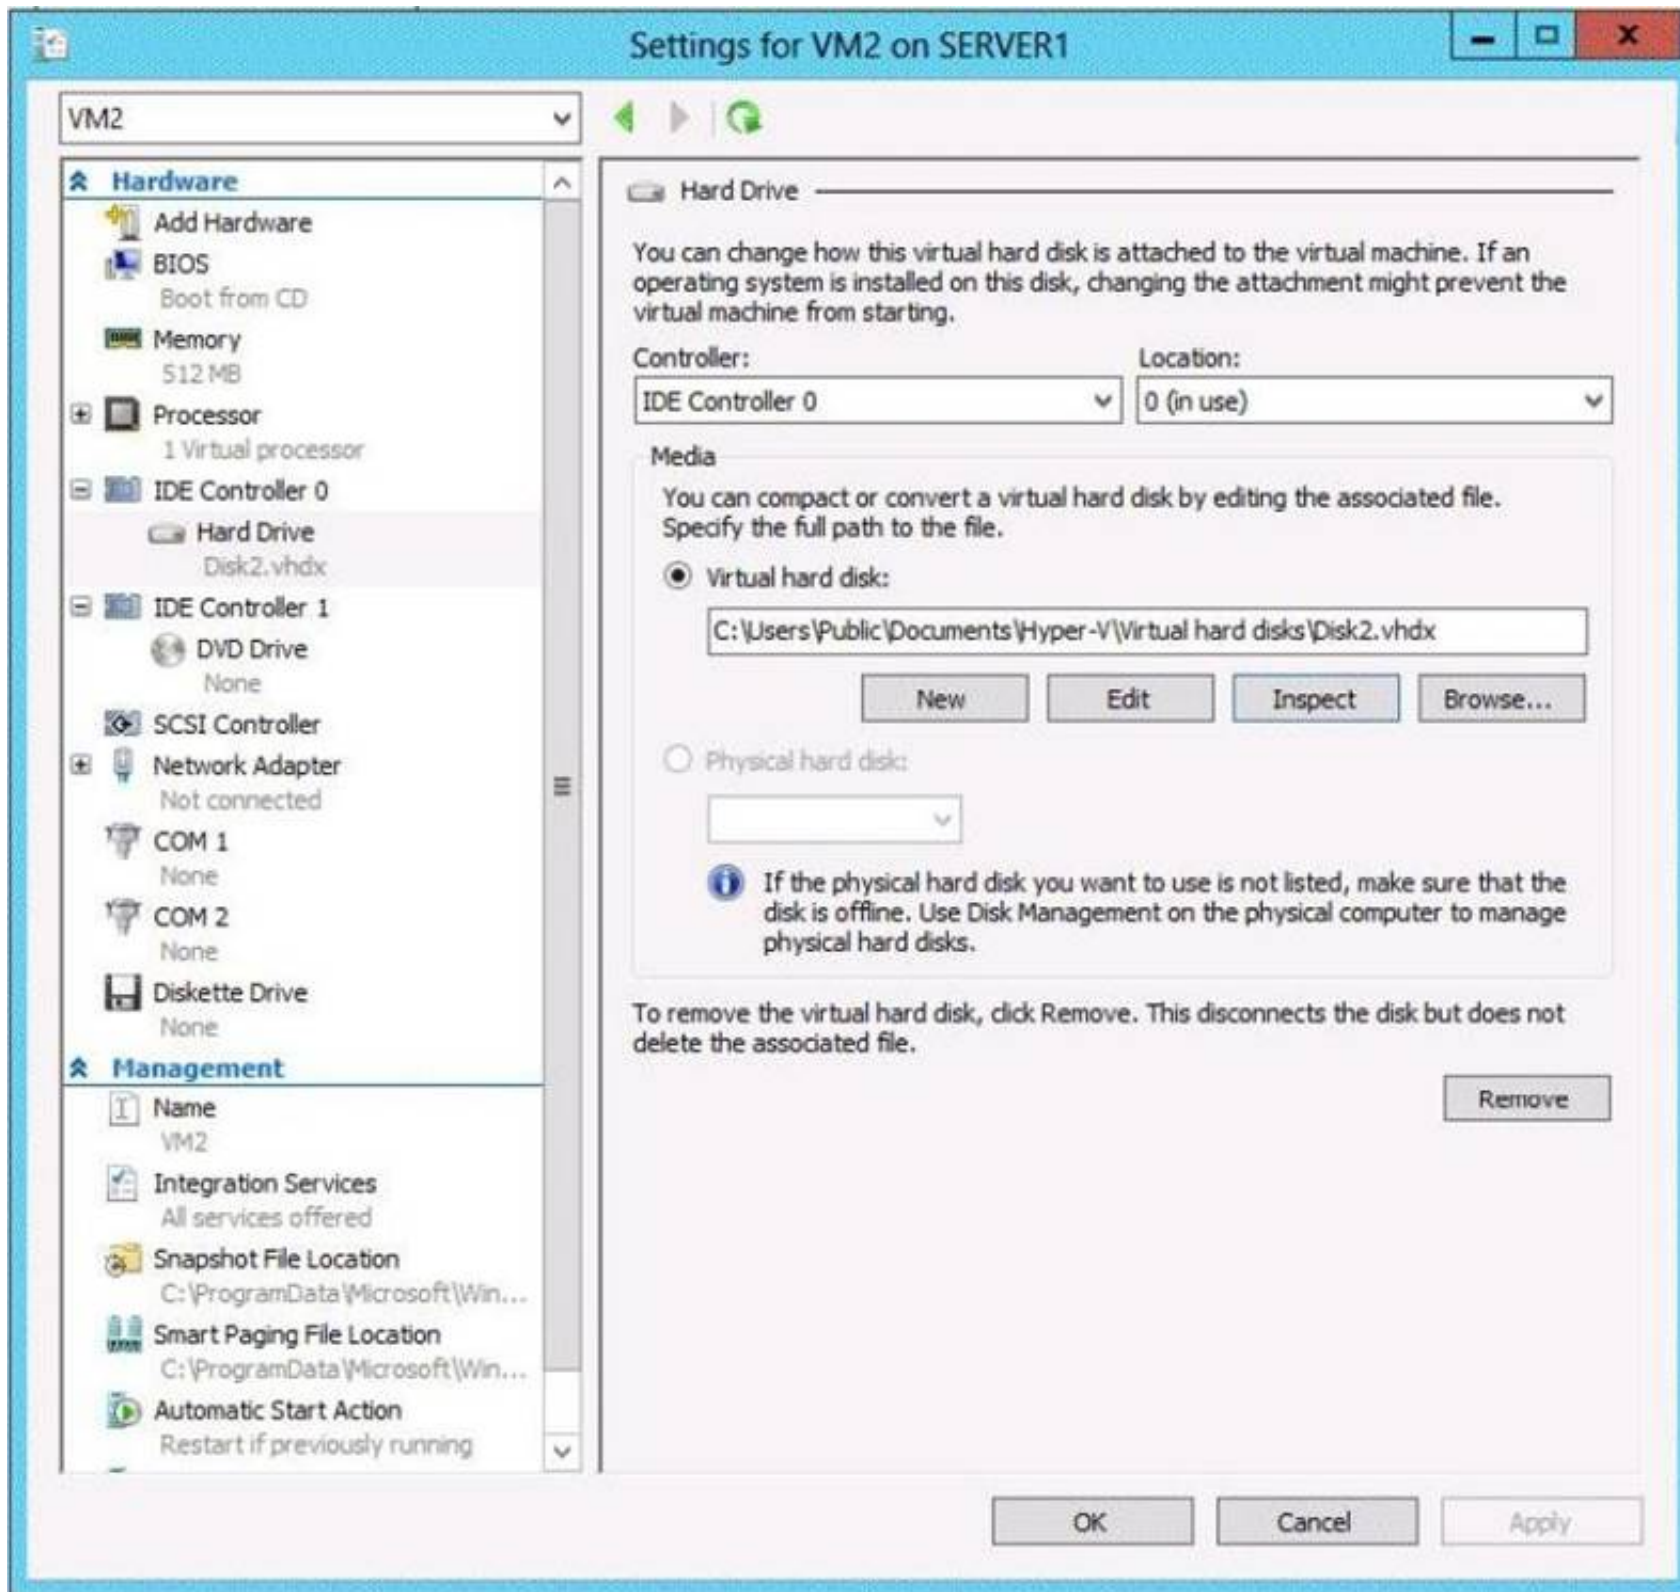 Settings for VM2 on SERVER1
VM2
Hardware
Add Hardware
BIOS
Boot from CD
Memory
512 MB
Processor
1 Virtual processor
IDE Controller 0
Hard Drive
Disk2.vhdx
IDE Controller 1
DVD Drive
None
SCSI Controller
Network Adapter
Not connected
COM 1
None
COM 2
None
Diskette Drive
None
Management
Name
VM2
Integration Services
All services offered
Snapshot File Location
C:\ProgramData\Microsoft\Win...
Smart Paging File Location
C:\ProgramData\Microsoft\Win...
Automatic Start Action
Restart if previously running
Hard Drive
You can change how this virtual hard disk is attached to the virtual machine. If an
operating system is installed on this disk, changing the attachment might prevent the
virtual machine from starting.
Controller: Location:
IDE Controller 0 0 (in use)
Media
You can compact or convert a virtual hard disk by editing the associated file.
Specify the full path to the file.
Virtual hard disk:
C:\Users\Public\Documents\Hyper-V\Virtual hard disks\Disk2.vhdx
New Edit Inspect Browse...
Physical hard disk:
If the physical hard disk you want to use is not listed, make sure that the
disk is offline. Use Disk Management on the physical computer to manage
physical hard disks.
To remove the virtual hard disk, click Remove. This disconnects the disk but does not
delete the associated file.
Remove
OK Cancel Apply